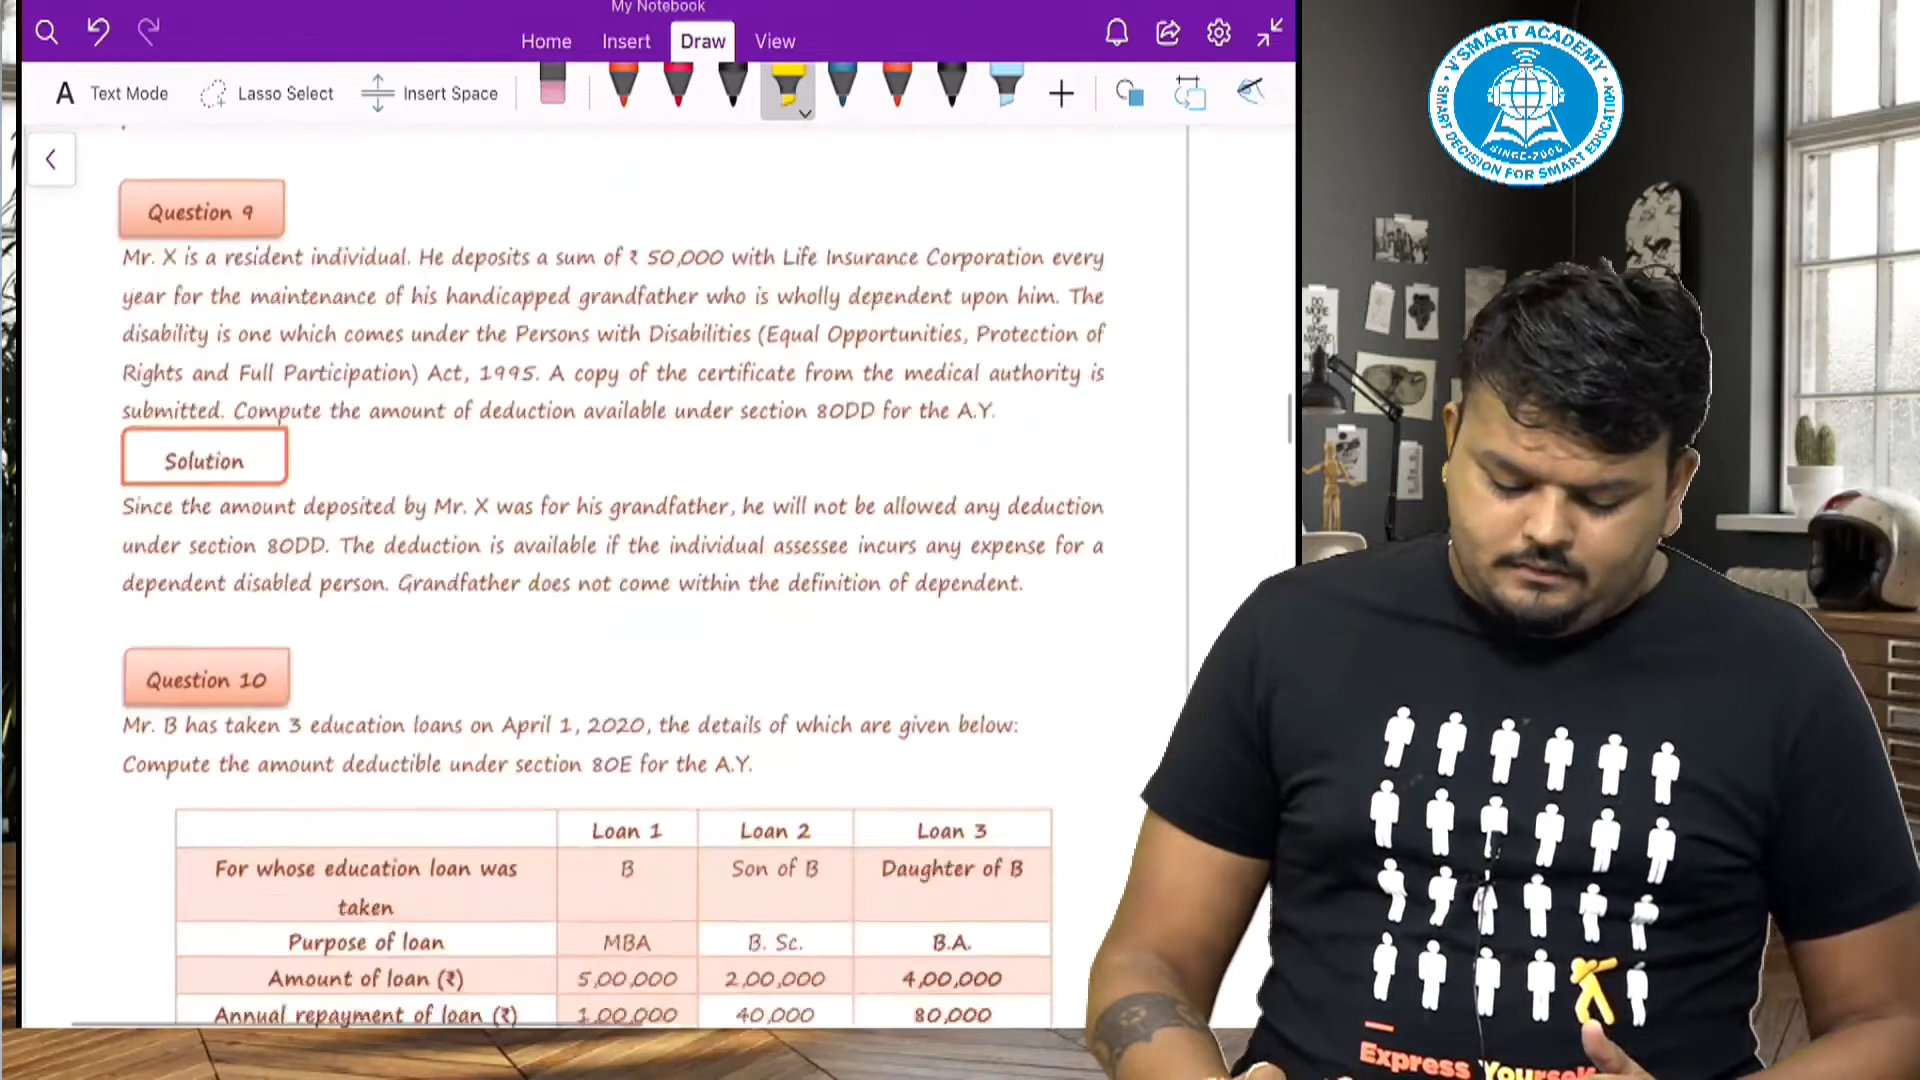 My Notebook
Home Insert Draw View
Text Mode Lasso Select Insert Space
Question 9
Mr. X is a resident individual. He deposits a sum of ₹ 50,000 with Life Insurance Corporation every
year for the maintenance of his handicapped grandfather who is wholly dependent upon him. The
disability is one which comes under the Persons with Disabilities (Equal Opportunities, Protection of
Rights and Full Participation) Act, 1995. A copy of the certificate from the medical authority is
submitted. Compute the amount of deduction available under section 80DD for the A.Y.
Solution
Since the amount deposited by Mr. X was for his grandfather, he will not be allowed any deduction
under section 80DD. The deduction is available if the individual assessee incurs any expense for a
dependent disabled person. Grandfather does not come within the definition of dependent.
Question 10
Mr. B has taken 3 education loans on April 1, 2020, the details of which are given below:
Compute the amount deductible under section 80E for the A.Y.
Loan 1 Loan 2 Loan 3
For whose education loan was taken B Son of B Daughter of B
Purpose of loan MBA B. Sc. B.A.
Amount of loan (₹) 5,00,000 2,00,000 4,00,000
Annual repayment of loan (₹) 1,00,000 40,000 80,000
V'SMART ACADEMY
SMART DECISION FOR SMART EDUCATION
DO
MORE
OF
WHAT
MAKES
Express Yourself